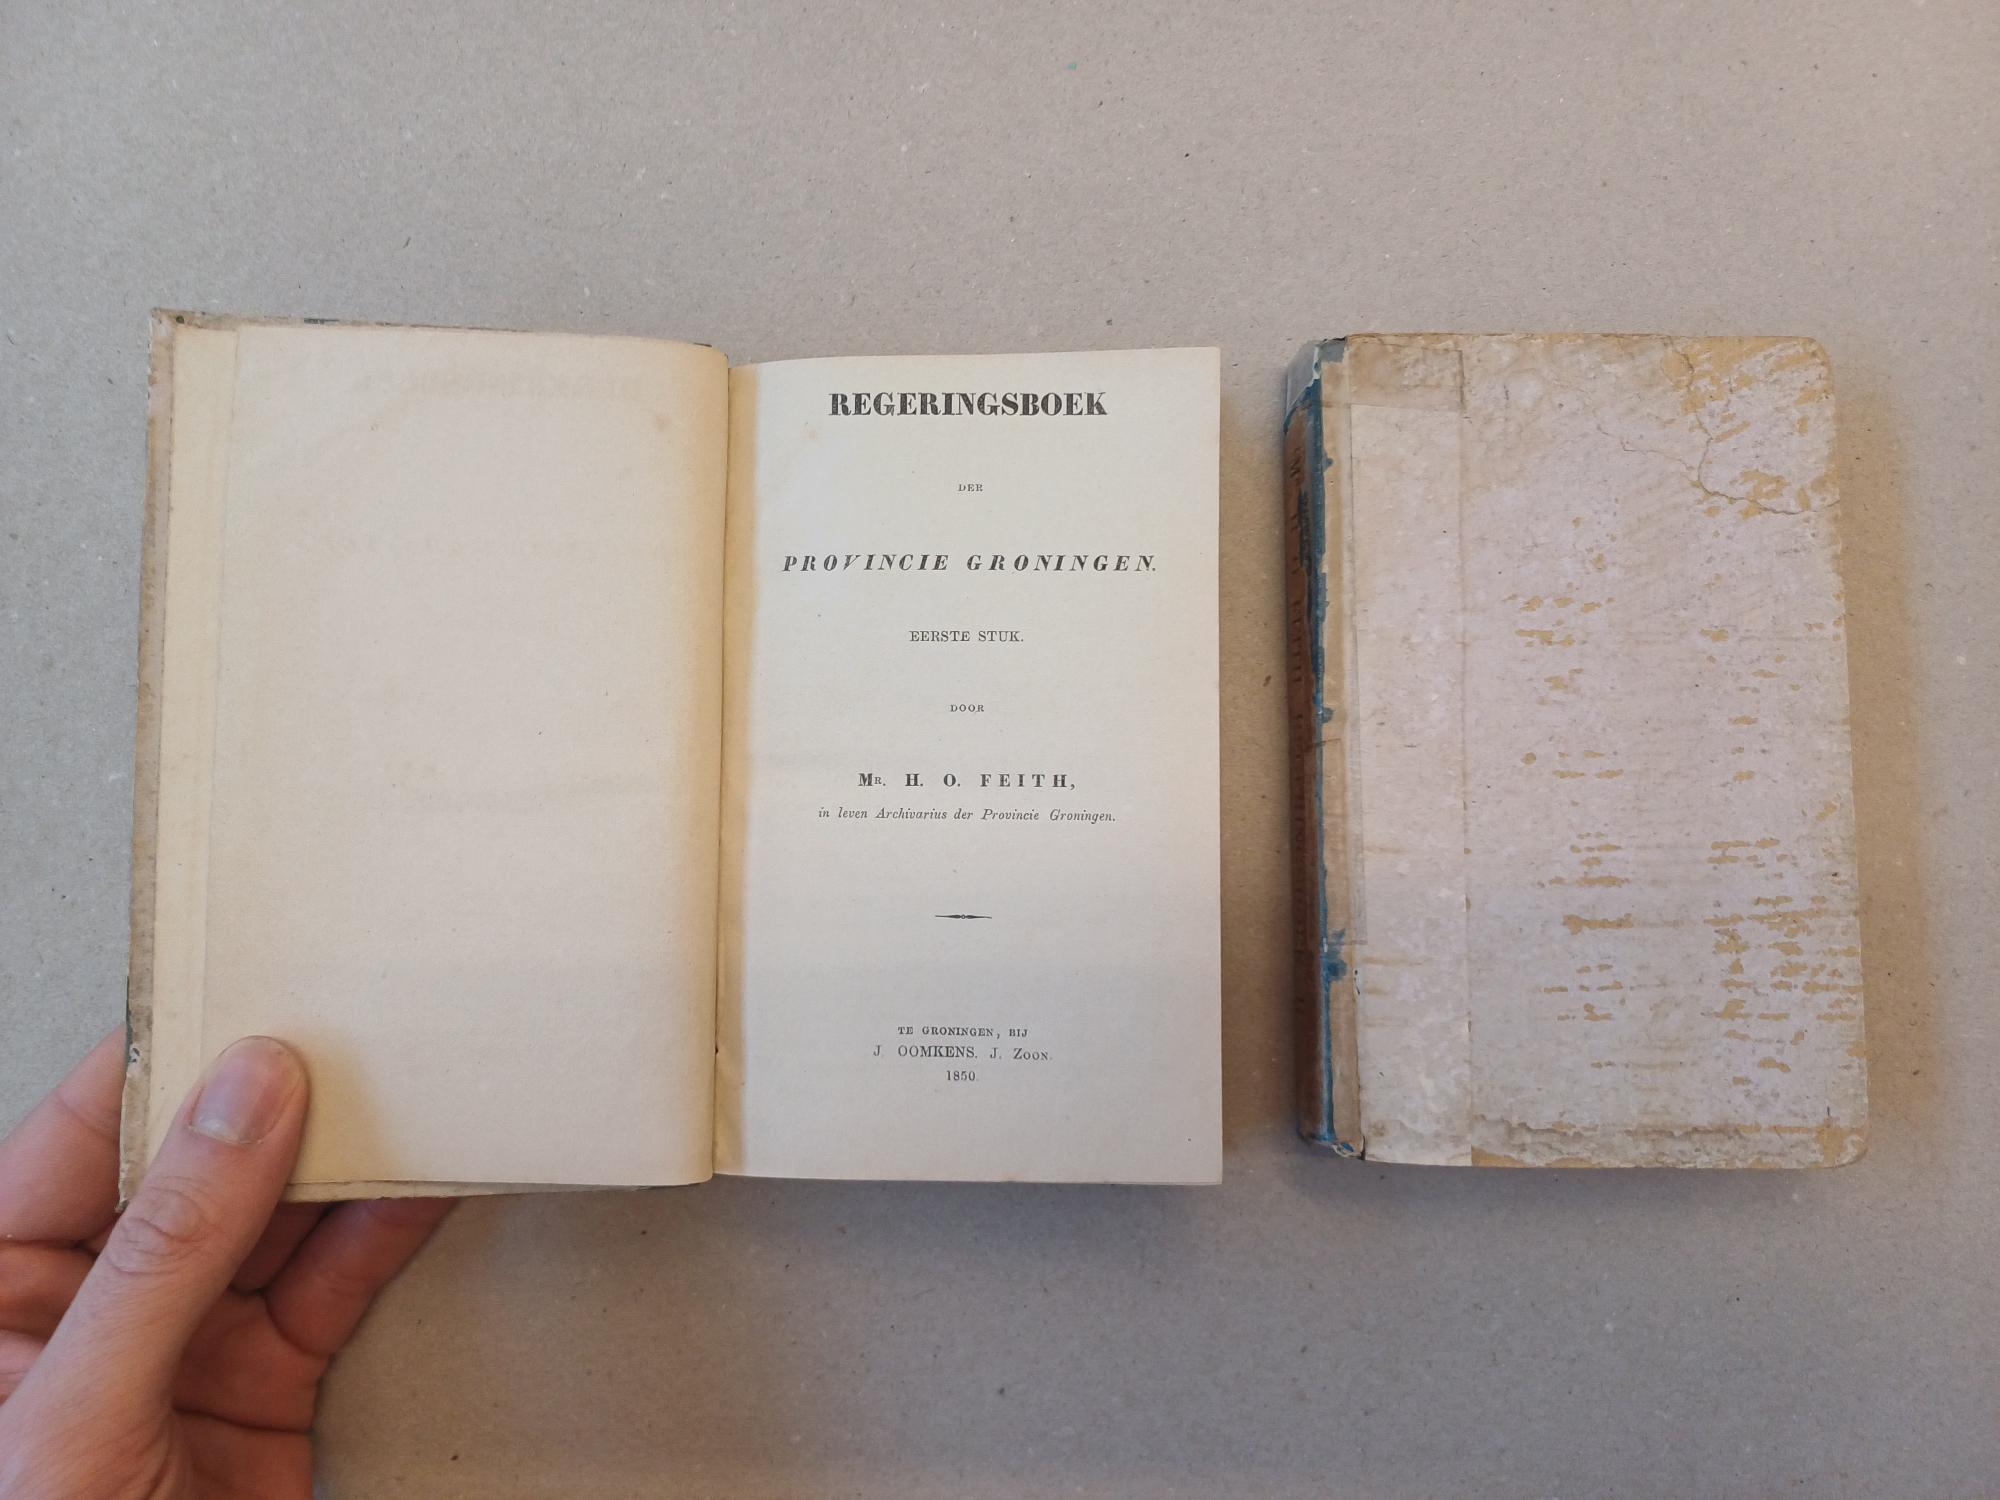 REGERINGSBOEK
DER
PROVINCIE GRONINGEN.
EERSTE STUK.
DOOR
Mr. H. O. FEITH,
in leven Archivarius der Provincie Groningen.
TE GRONINGEN, BIJ
J. OOMKENS, J. Zoon.
1850.